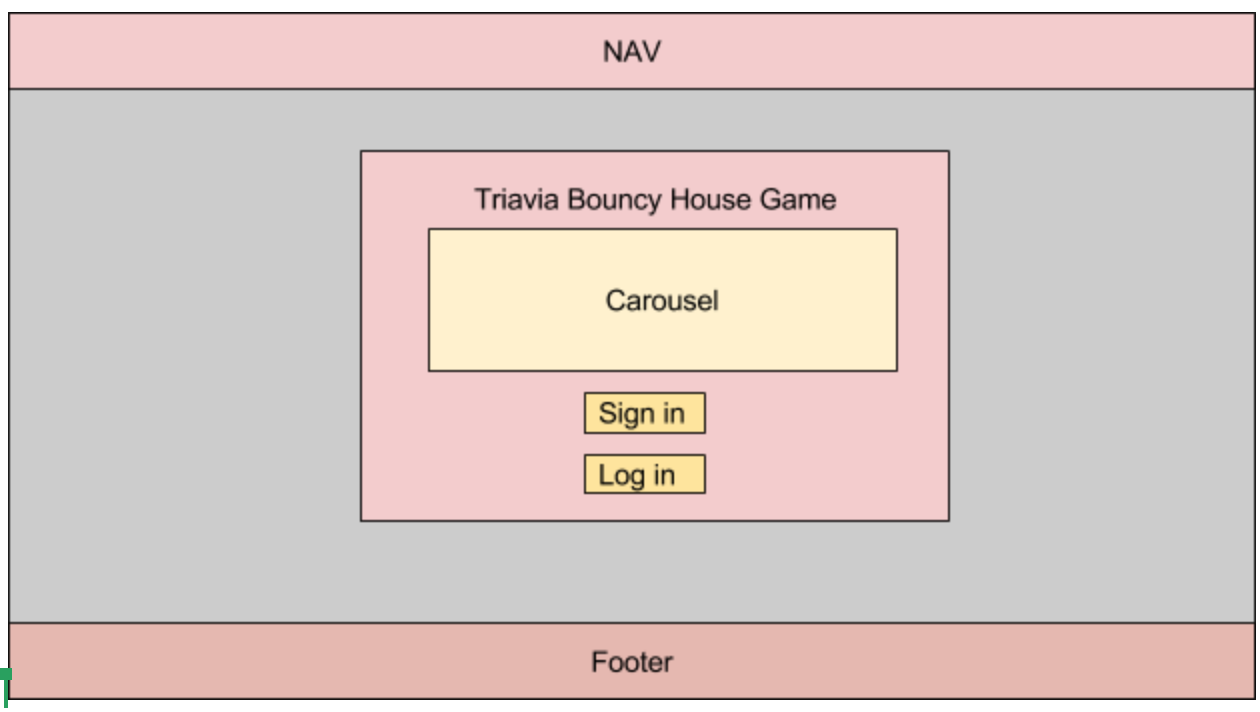 NAV
Triavia Bouncy House Game
Carousel
Sign in
Log in
Footer